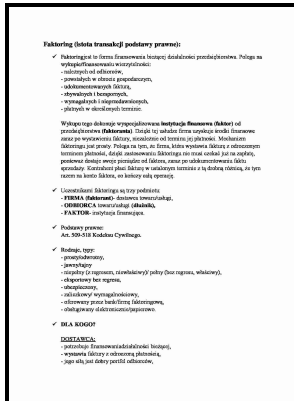 Faktoring (istota transakcji podstawy prawne):
✓ Faktoring jest to forma finansowania bieżącej działalności przedsiębiorstwa. Polega na
wykupie/finansowaniu wierzytelności:
- należnych od odbiorców,
- powstałych w obrocie gospodarczym,
- udokumentowanych fakturą,
- zbywalnych i bezspornych,
- wymagalnych i nieprzedawnionych,
- płatnych w określonym terminie.
Wykupu tego dokonuje wyspecjalizowana instytucja finansowa (faktor) od
przedsiębiorstwa (faktoranta). Dzięki tej usłudze firma uzyskuje środki finansowe
zaraz po wystawieniu faktury, niezależnie od terminu jej płatności. Mechanizm
faktoringu jest prosty. Polega na tym, że firma, która wystawia fakturę z odroczonym
terminem płatności, dzięki zastosowaniu faktoringu nie musi czekać już na zapłatę,
ponieważ dostaje swoje pieniądze od faktora, zaraz po udokumentowaniu faktu
sprzedaży. Kontrahent płaci fakturę w ustalonym terminie z tą drobną różnicą, że tym
razem na konto faktora, co kończy całą operację.
✓ Uczestnikami faktoringu są trzy podmioty:
- FIRMA (faktorant)- dostawca towaru/usługi,
- ODBIORCA towaru/usługi (dłużnik),
- FAKTOR- instytucja finansująca.
✓ Podstawy prawne:
Art. 509-518 Kodeksu Cywilnego.
✓ Rodzaje, typy:
- prosty/odwrotny,
- jawny/tajny
- niepełny (z regresem, niewłaściwy)/ pełny (bez regresu, właściwy),
- eksportowy bez regresu,
- ubezpieczony,
- zaliczkowy/ wymagalnościowy,
- oferowany przez bank/firmę faktoringową,
- obsługiwany elektronicznie/papierowo.
✓ DLA KOGO?
DOSTAWCA:
- potrzebuje finansowania działalności bieżącej,
- wystawia faktury z odroczoną płatnością,
- jego siłą jest dobry portfel odbiorców,